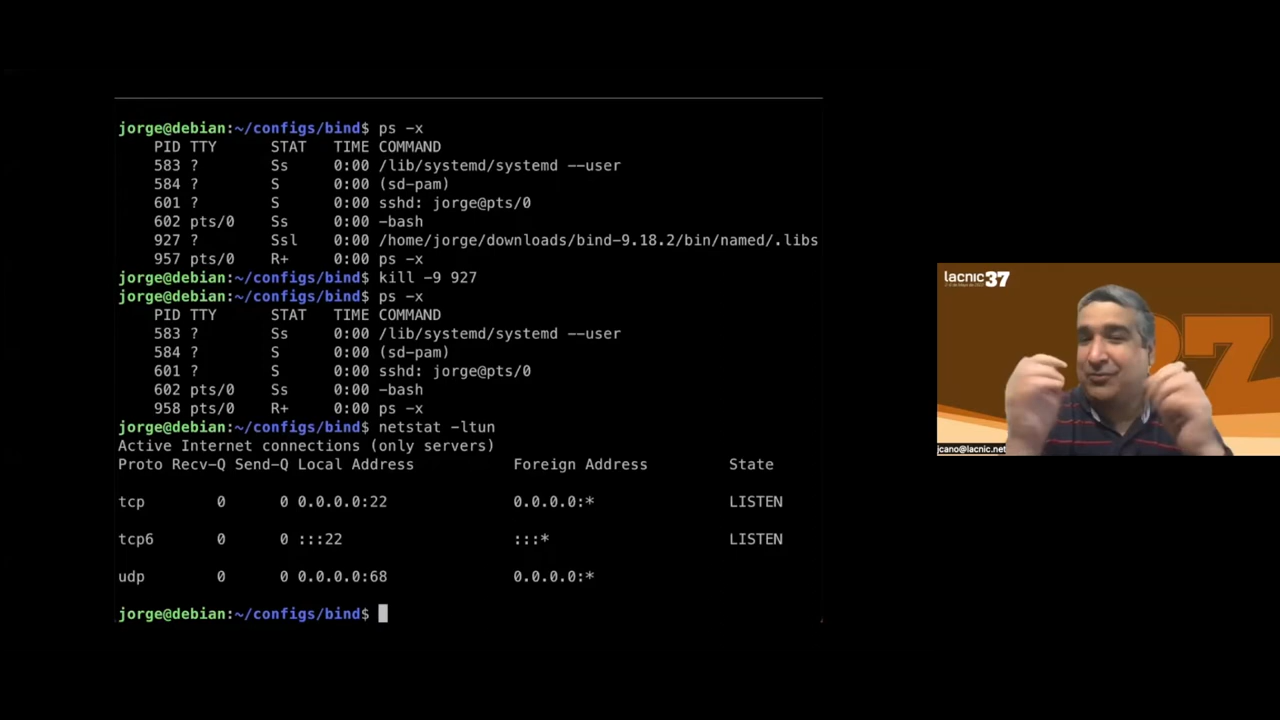 jorge@debian:~/configs/bind$ ps -x
PID TTY STAT TIME COMMAND
583 ? Ss 0:00 /lib/systemd/systemd --user
584 ? S 0:00 (sd-pam)
601 ? S 0:00 sshd: jorge@pts/0
602 pts/0 Ss 0:00 -bash
927 ? Ssl 0:00 /home/jorge/downloads/bind-9.18.2/bin/named/.libs
957 pts/0 R+ 0:00 ps -x
jorge@debian:~/configs/bind$ kill -9 927
jorge@debian:~/configs/bind$ ps -x
PID TTY STAT TIME COMMAND
583 ? Ss 0:00 /lib/systemd/systemd --user
584 ? S 0:00 (sd-pam)
601 ? S 0:00 sshd: jorge@pts/0
602 pts/0 Ss 0:00 -bash
958 pts/0 R+ 0:00 ps -x
jorge@debian:~/configs/bind$ netstat -ltun
Active Internet connections (only servers)
Proto Recv-Q Send-Q Local Address Foreign Address State
tcp 0 0 0.0.0.0:22 0.0.0.0:* LISTEN
tcp6 0 0 :::22 :::* LISTEN
udp 0 0 0.0.0.0:68 0.0.0.0:*
jorge@debian:~/configs/bind$
lacnic 37
37
jcano@lacnic.net